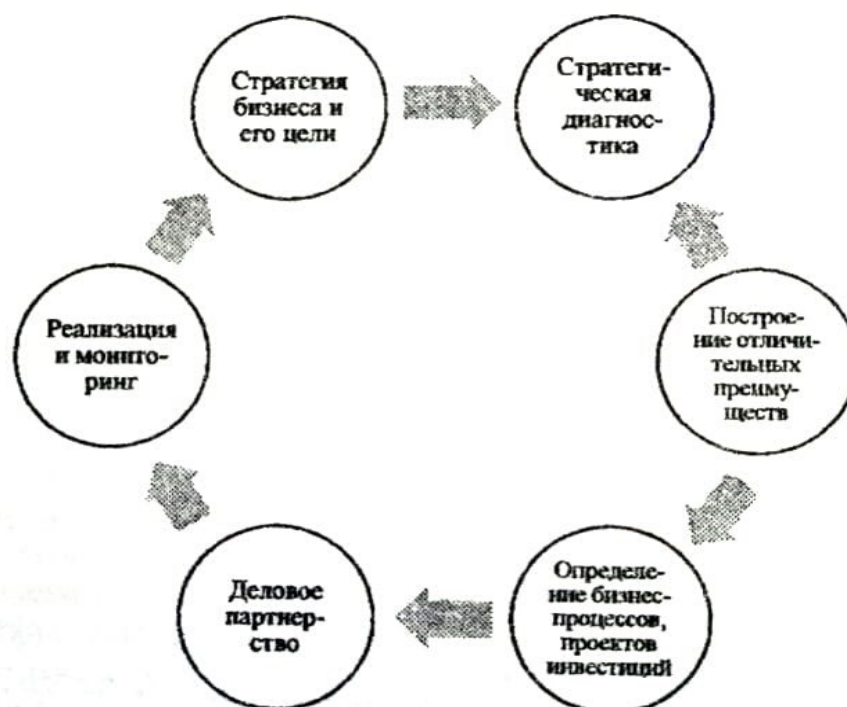 Стратегия
бизнеса и
его цели
Стратеги-
ческая
диагнос-
тика
Построе-
ние отличи-
тельных
преиму-
ществ
Определе-
ние бизнес-
процессов,
проектов
инвестиций
Деловое
партнер-
ство
Реализация
и монито-
ринг